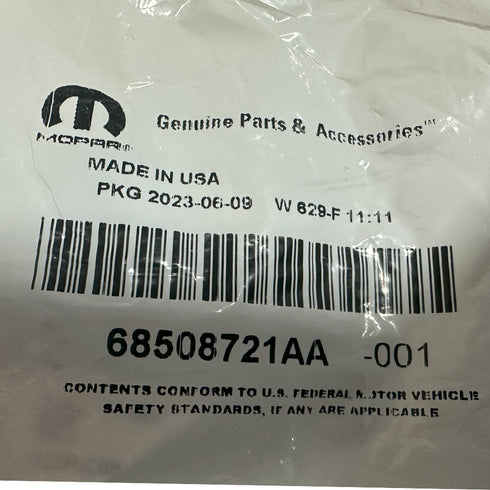 MOPAR® Genuine Parts & Accessories™
MADE IN USA
PKG 2023-06-09 W 629-F 11:11
68508721AA -001
CONTENTS CONFORM TO U.S. FEDERAL MOTOR VEHICLE
SAFETY STANDARDS, IF ANY ARE APPLICABLE